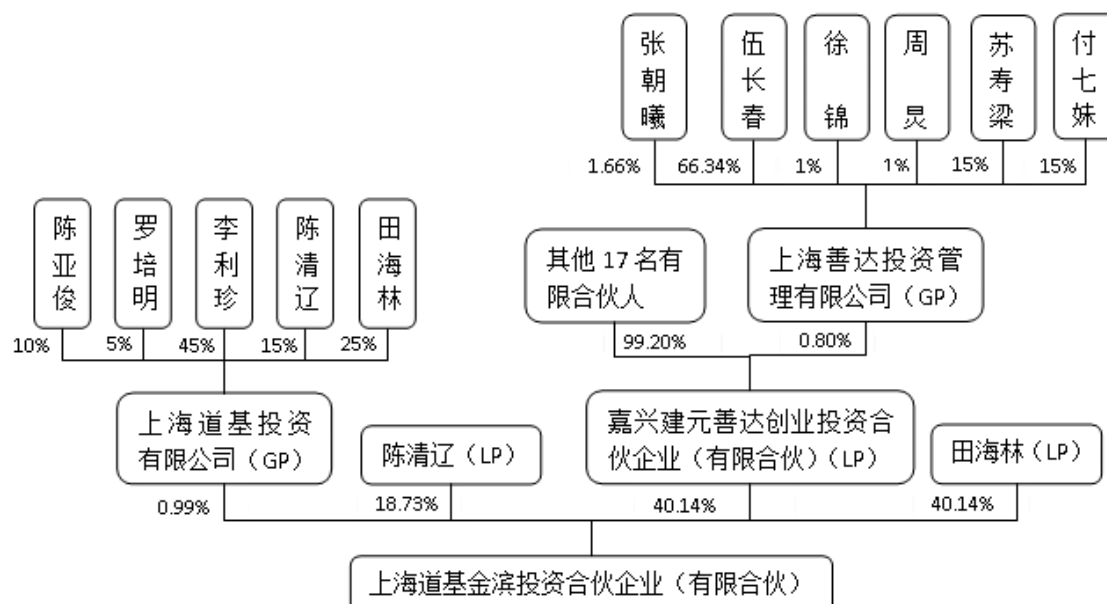 张朝曦
伍长春
徐锦
周炅
苏寿梁
付七妹
1.66%
66.34%
1%
1%
15%
15%
陈亚俊
罗培明
李利珍
陈清辽
田海林
其他 17 名有
限合伙人
上海善达投资管
理有限公司（GP）
10%
5%
45%
15%
25%
99.20%
0.80%
上海道基投资
有限公司（GP）
陈清辽（LP）
嘉兴建元善达创业投资合
伙企业（有限合伙）（LP）
田海林（LP）
0.99%
18.73%
40.14%
40.14%
上海道基金滨投资合伙企业（有限合伙）